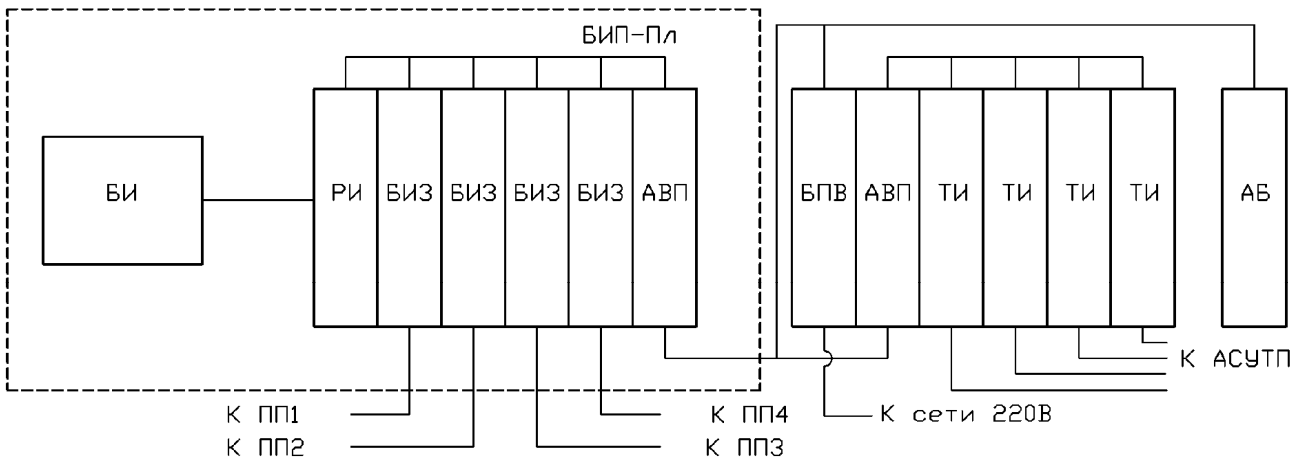 БИП-Пл
БИ
РИ БИЗ БИЗ БИЗ БИЗ АВП
БПВ АВП ТИ ТИ ТИ ТИ
АБ
К АСУТП
К ПП1
К ПП4
К сети 220В
К ПП2
К ПП3